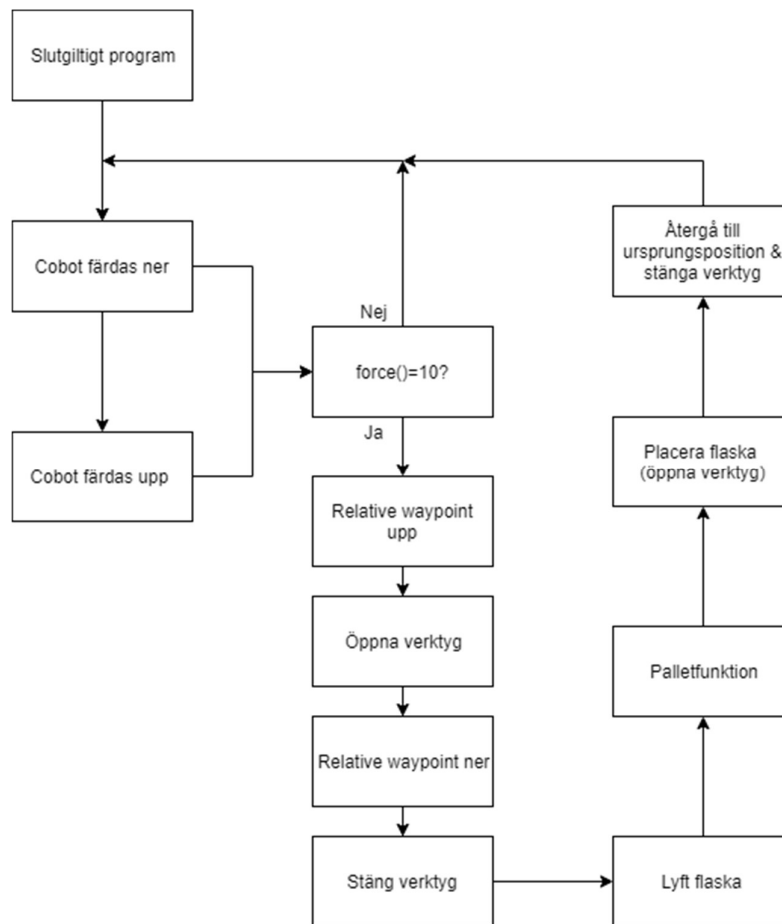 Slutgiltigt program
Cobot färdas ner
Cobot färdas upp
Nej
force()=10?
Ja
Relative waypoint
upp
Öppna verktyg
Relative waypoint ner
Stäng verktyg
Lyft flaska
Palletfunktion
Placera flaska
(öppna verktyg)
Återgå till
ursprungsposition &
stänga verktyg